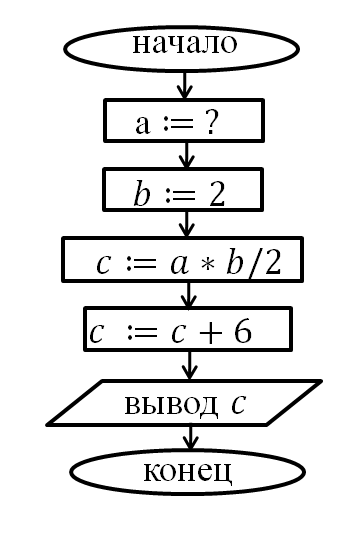 начало
a := ?
b := 2
c := a * b/2
c := c + 6
вывод c
конец